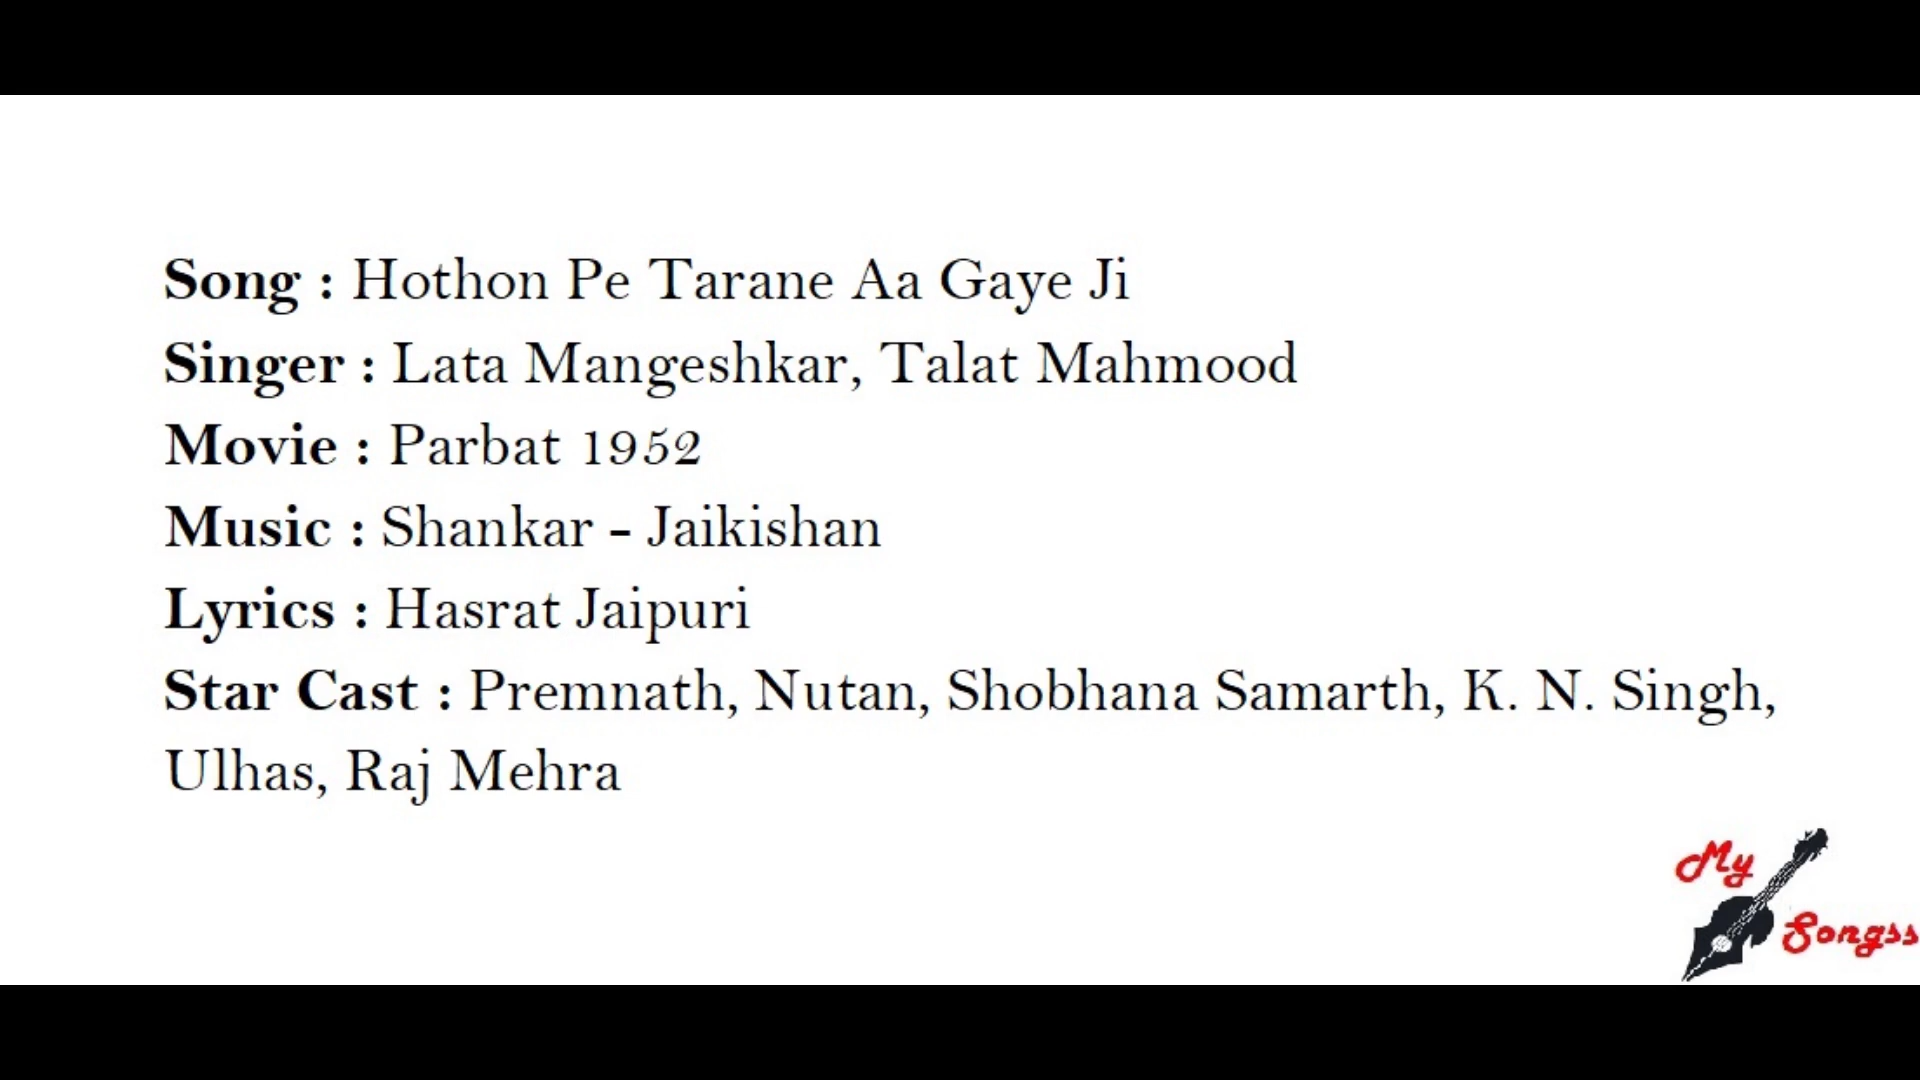 Song : Hothon Pe Tarane Aa Gaye Ji
Singer : Lata Mangeshkar, Talat Mahmood
Movie : Parbat 1952
Music : Shankar - Jaikishan
Lyrics : Hasrat Jaipuri
Star Cast : Premnath, Nutan, Shobhana Samarth, K. N. Singh,
Ulhas, Raj Mehra
My
Songss